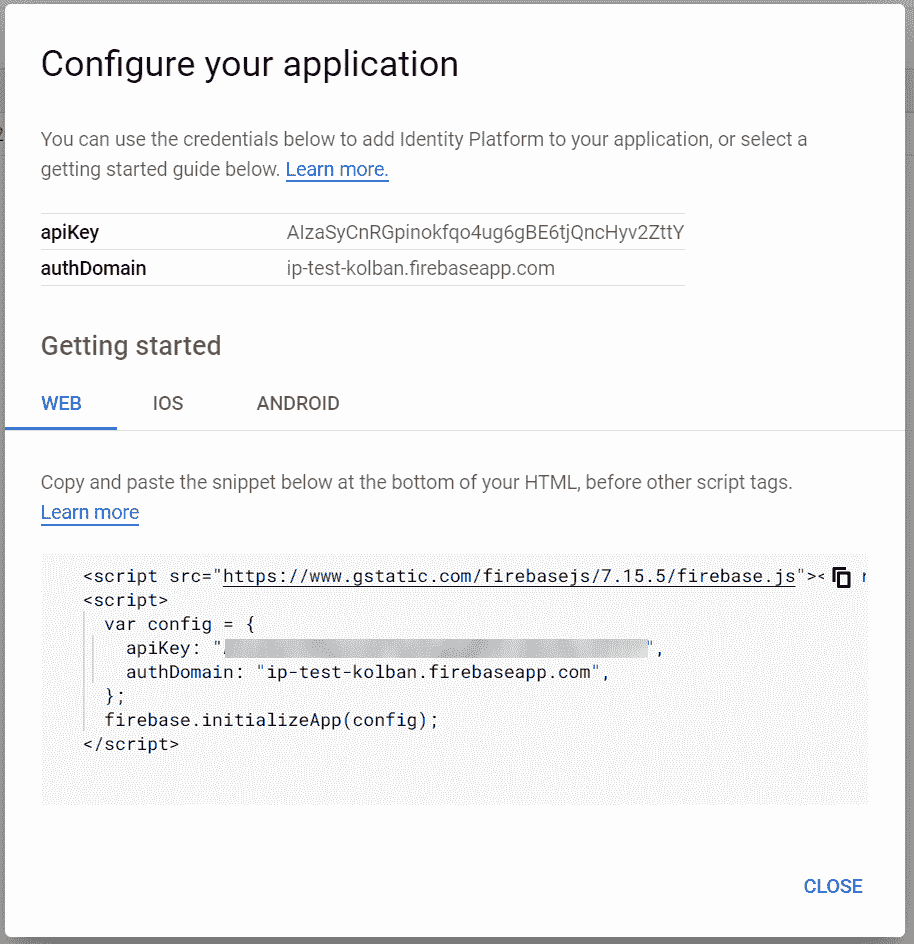 Configure your application
You can use the credentials below to add Identity Platform to your application, or select a
getting started guide below. Learn more.
apiKey AIzaSyCnRGpinokfqo4ug6gBE6tjQncHyv2ZttY
authDomain ip-test-kolban.firebaseapp.com
Getting started
WEB IOS ANDROID
Copy and paste the snippet below at the bottom of your HTML, before other script tags.
Learn more
<script src="https://www.gstatic.com/firebasejs/7.15.5/firebase.js"><
<script>
var config = {
apiKey: "",
authDomain: "ip-test-kolban.firebaseapp.com",
};
firebase.initializeApp(config);
</script>
CLOSE